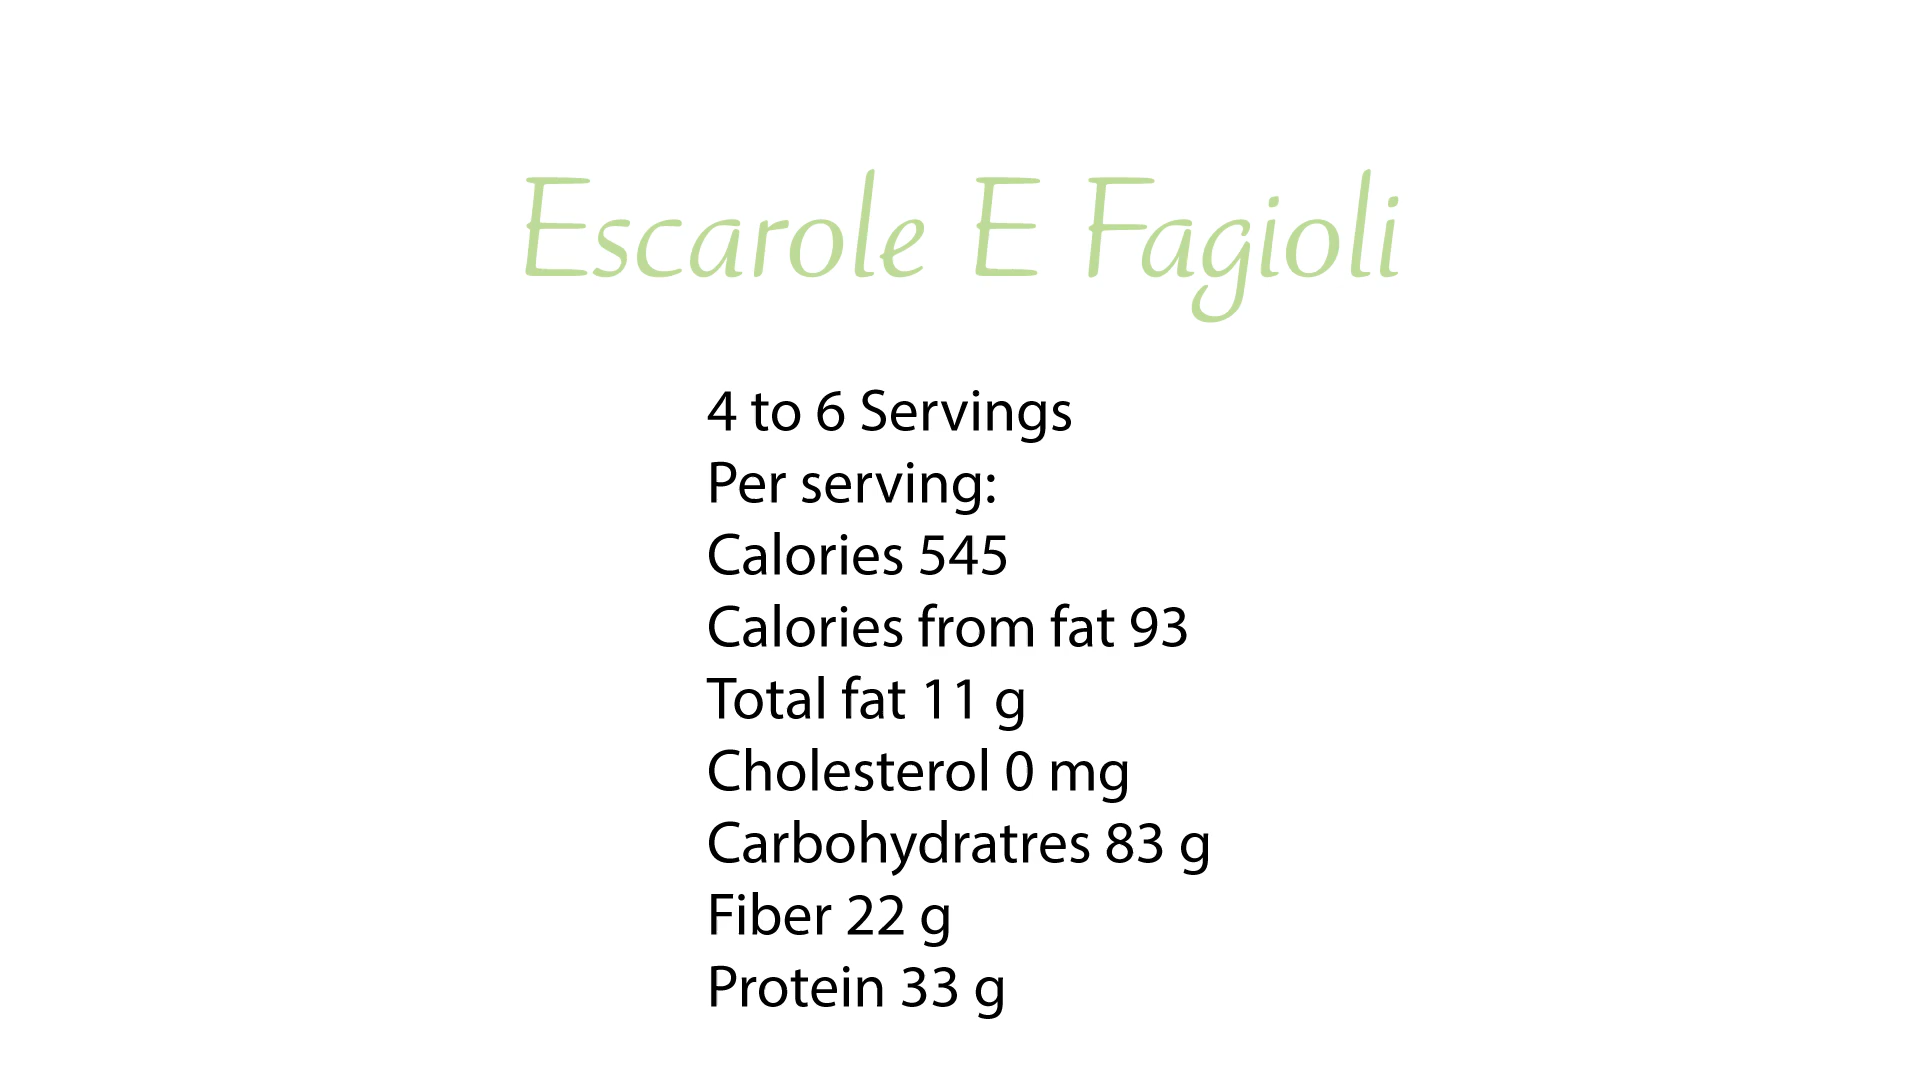 Escarole E Fagioli
4 to 6 Servings
Per serving:
Calories 545
Calories from fat 93
Total fat 11 g
Cholesterol 0 mg
Carbohydratres 83 g
Fiber 22 g
Protein 33 g